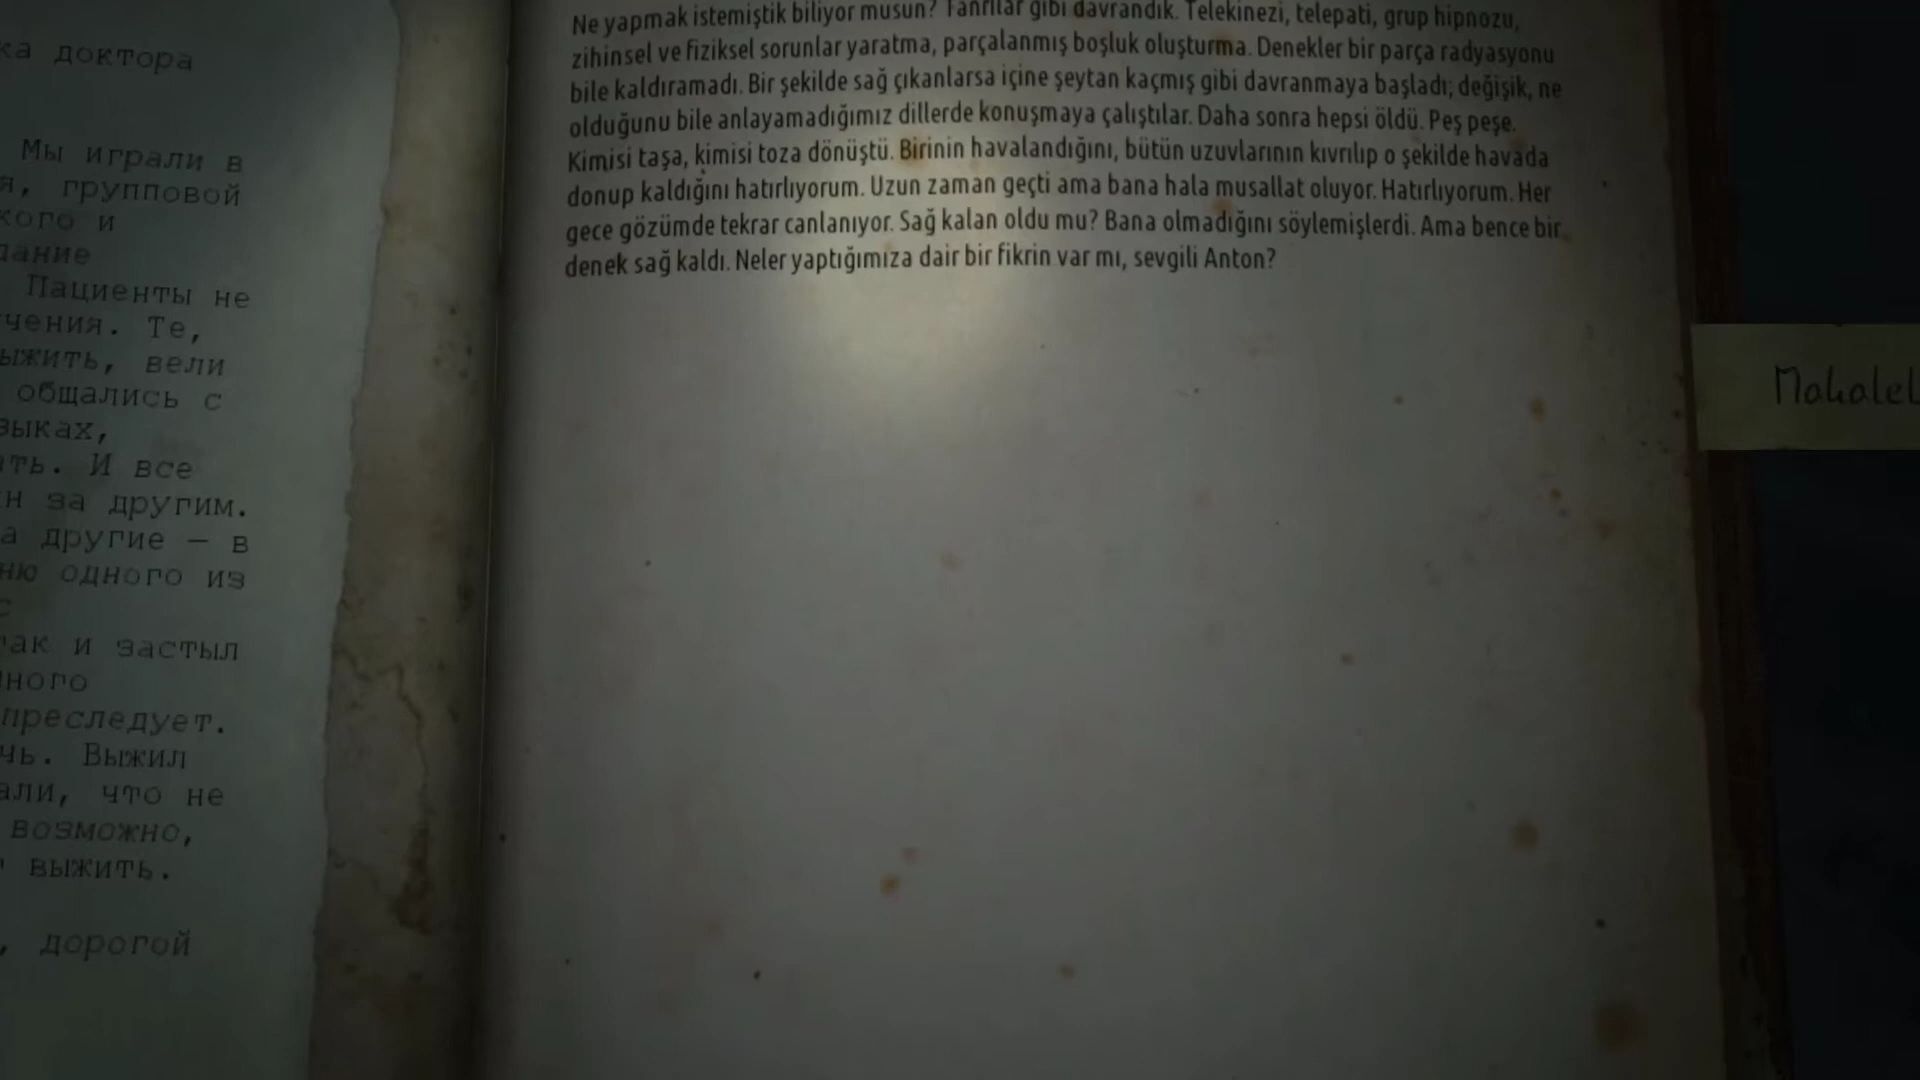 ка доктора
Мы играли в
я, групповой
кого и
дание
Пациенты не
чения. Те,
ыжить, вели
общались с
зыках,
ать. И все
н за другим.
а другие — в
ню одного из
с
так и застыл
ного
преследует.
чь. Выжил
али, что не
возможно,
выжить.
, дорогой
Ne yapmak istemiştik biliyor musun? Tanrılar gibi davrandık. Telekinezi, telepati, grup hipnozu,
zihinsel ve fiziksel sorunlar yaratma, parçalanmış boşluk oluşturma. Denekler bir parça radyasyonu
bile kaldıramadı. Bir şekilde sağ çıkanlarsa içine şeytan kaçmış gibi davranmaya başladı; değişik, ne
olduğunu bile anlayamadığımız dillerde konuşmaya çalıştılar. Daha sonra hepsi öldü. Peş peşe.
Kimisi taşa, kimisi toza dönüştü. Birinin havalandığını, bütün uzuvlarının kıvrılıp o şekilde havada
donup kaldığını hatırlıyorum. Uzun zaman geçti ama bana hala musallat oluyor. Hatırlıyorum. Her
gece gözümde tekrar canlanıyor. Sağ kalan oldu mu? Bana olmadığını söylemişlerdi. Ama bence bir
denek sağ kaldı. Neler yaptığımıza dair bir fikrin var mı, sevgili Anton?
Makalel